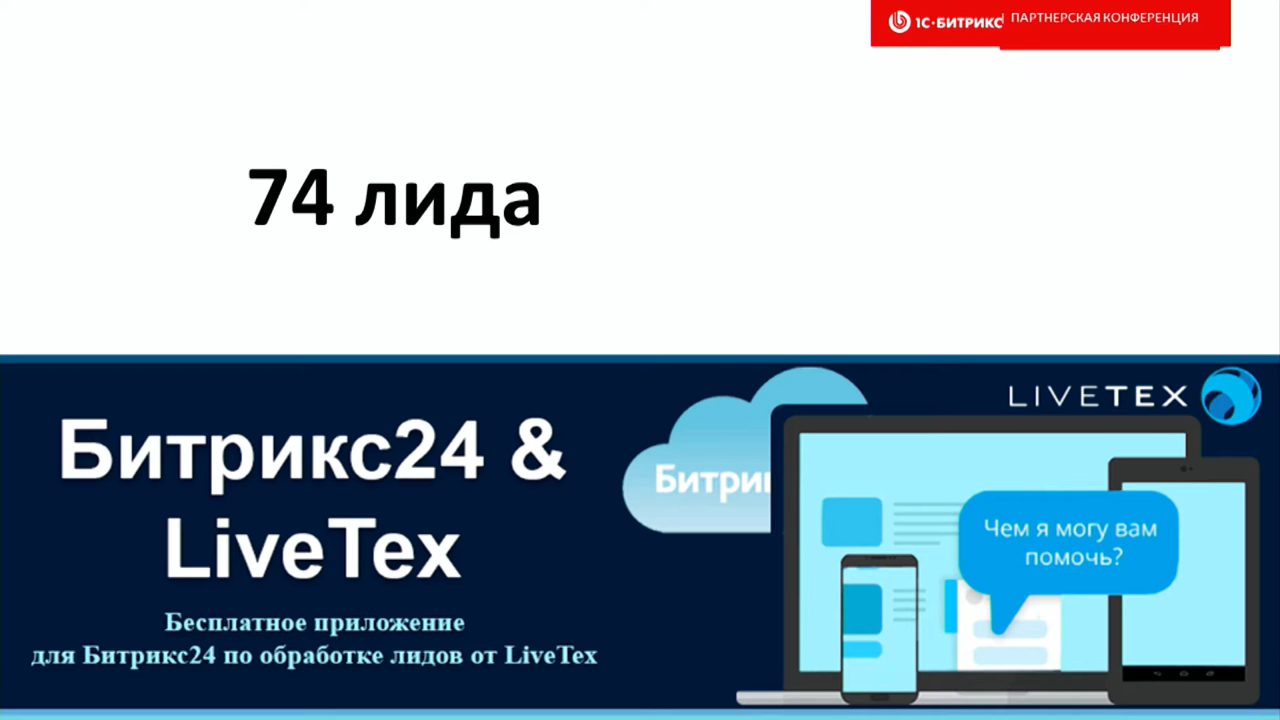 1С·БИТРИКС
ПАРТНЕРСКАЯ КОНФЕРЕНЦИЯ
74 лида
LIVETEX
Битрикс24 &
LiveTex
Чем я могу вам
помочь?
Бесплатное приложение
для Битрикс24 по обработке лидов от LiveTex